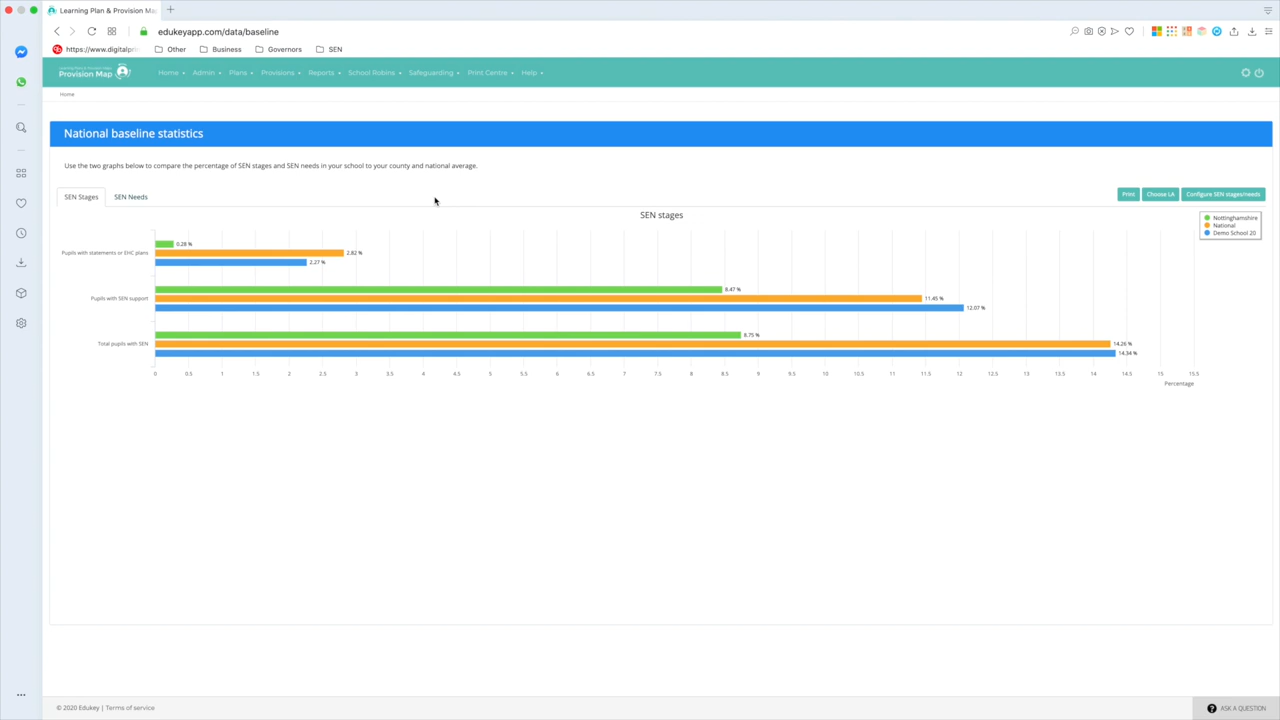 Learning Plan & Provision Ma
edukeyapp.com/data/baseline
https://www.digitalpri
Other
Business
Governors
SEN
Provision Map
Home
Admin
Plans
Provisions
Reports
School Robins
Safeguarding
Print Centre
Help
Home
National baseline statistics
Use the two graphs below to compare the percentage of SEN stages and SEN needs in your school to your county and national average.
SEN Stages
SEN Needs
Print
Choose LA
Configure SEN stages/needs
SEN stages
Nottinghamshire
National
Demo School 20
Pupils with statements or EHC plans
0.28 %
2.82 %
2.27 %
Pupils with SEN support
8.47 %
11.45 %
12.07 %
Total pupils with SEN
8.75 %
14.26 %
14.34 %
0 0.5 1 1.5 2 2.5 3 3.5 4 4.5 5 5.5 6 6.5 7 7.5 8 8.5 9 9.5 10 10.5 11 11.5 12 12.5 13 13.5 14 14.5 15 15.5
Percentage
© 2020 Edukey | Terms of service
ASK A QUESTION